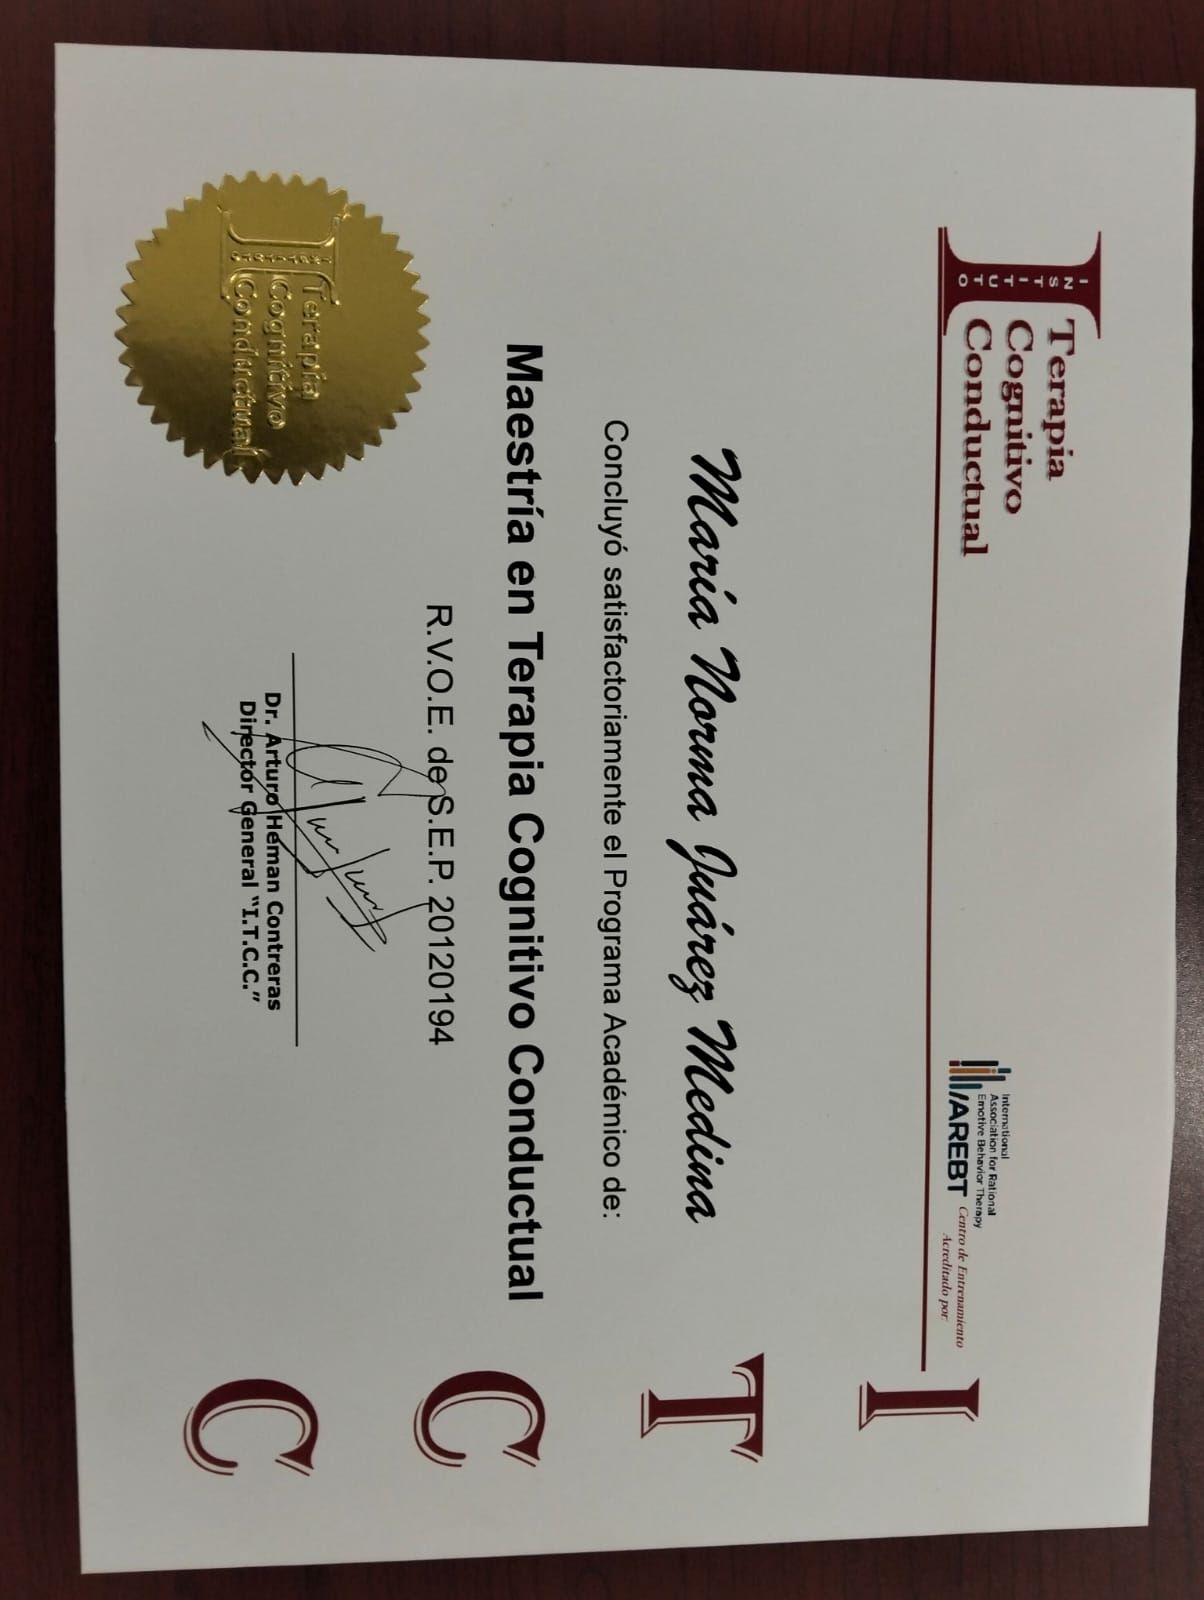 INSTITUTO
Terapia
Cognitivo
Conductual
International
Association for Rational
Emotive Behavior Therapy
IAREBT
Centro de Entrenamiento
Acreditado por:
I
T
C
C
María Norma Juárez Medina
Concluyó satisfactoriamente el Programa Académico de:
Maestría en Terapia Cognitivo Conductual
R.V.O.E. de S.E.P. 20120194
Dr. Arturo Heman Contreras
Director General "I.T.C.C."
INSTITUTO
Terapia
Cognitivo
Conductual